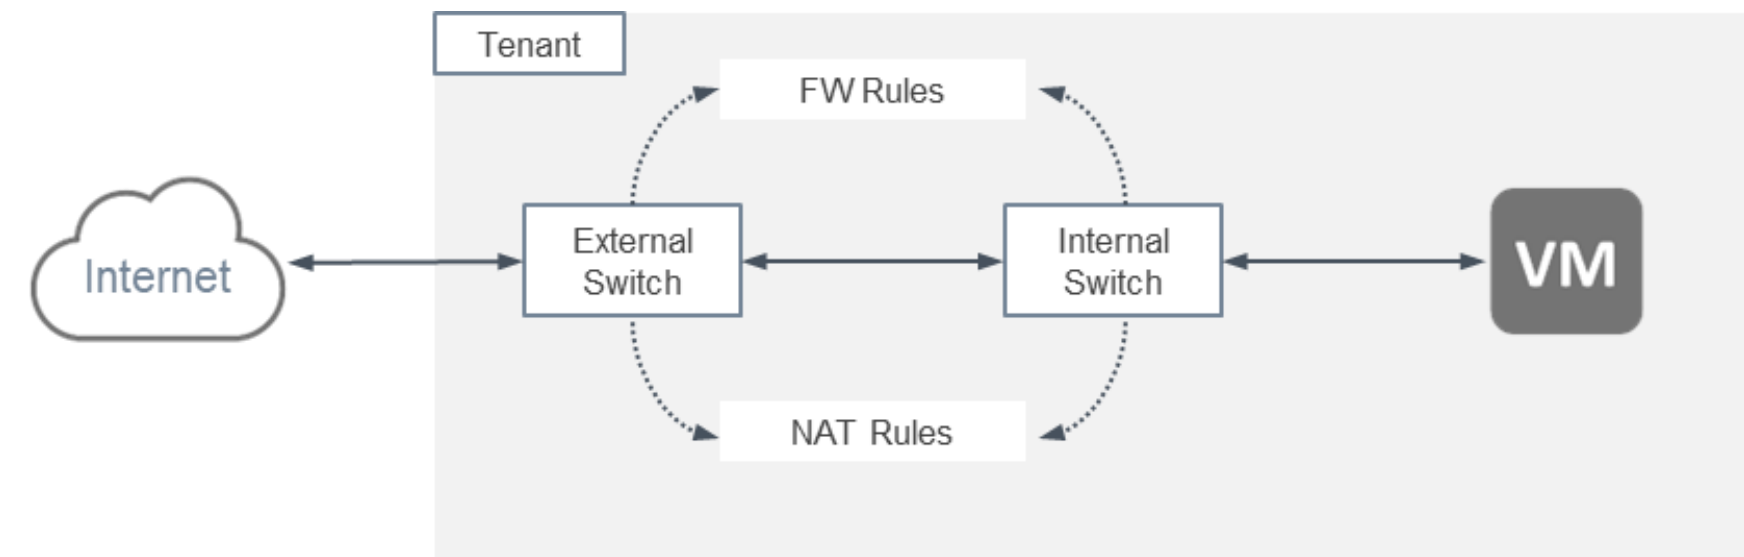 Tenant
FW Rules
Internet
External
Switch
Internal
Switch
VM
NAT Rules